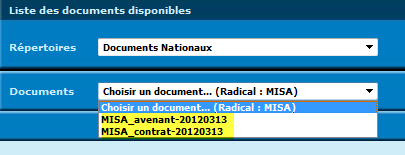 Liste des documents disponibles
Répertoires Documents Nationaux
Documents Choisir un document... (Radical : MISA)
Choisir un document... (Radical : MISA)
MISA_avenant-20120313
MISA_contrat-20120313